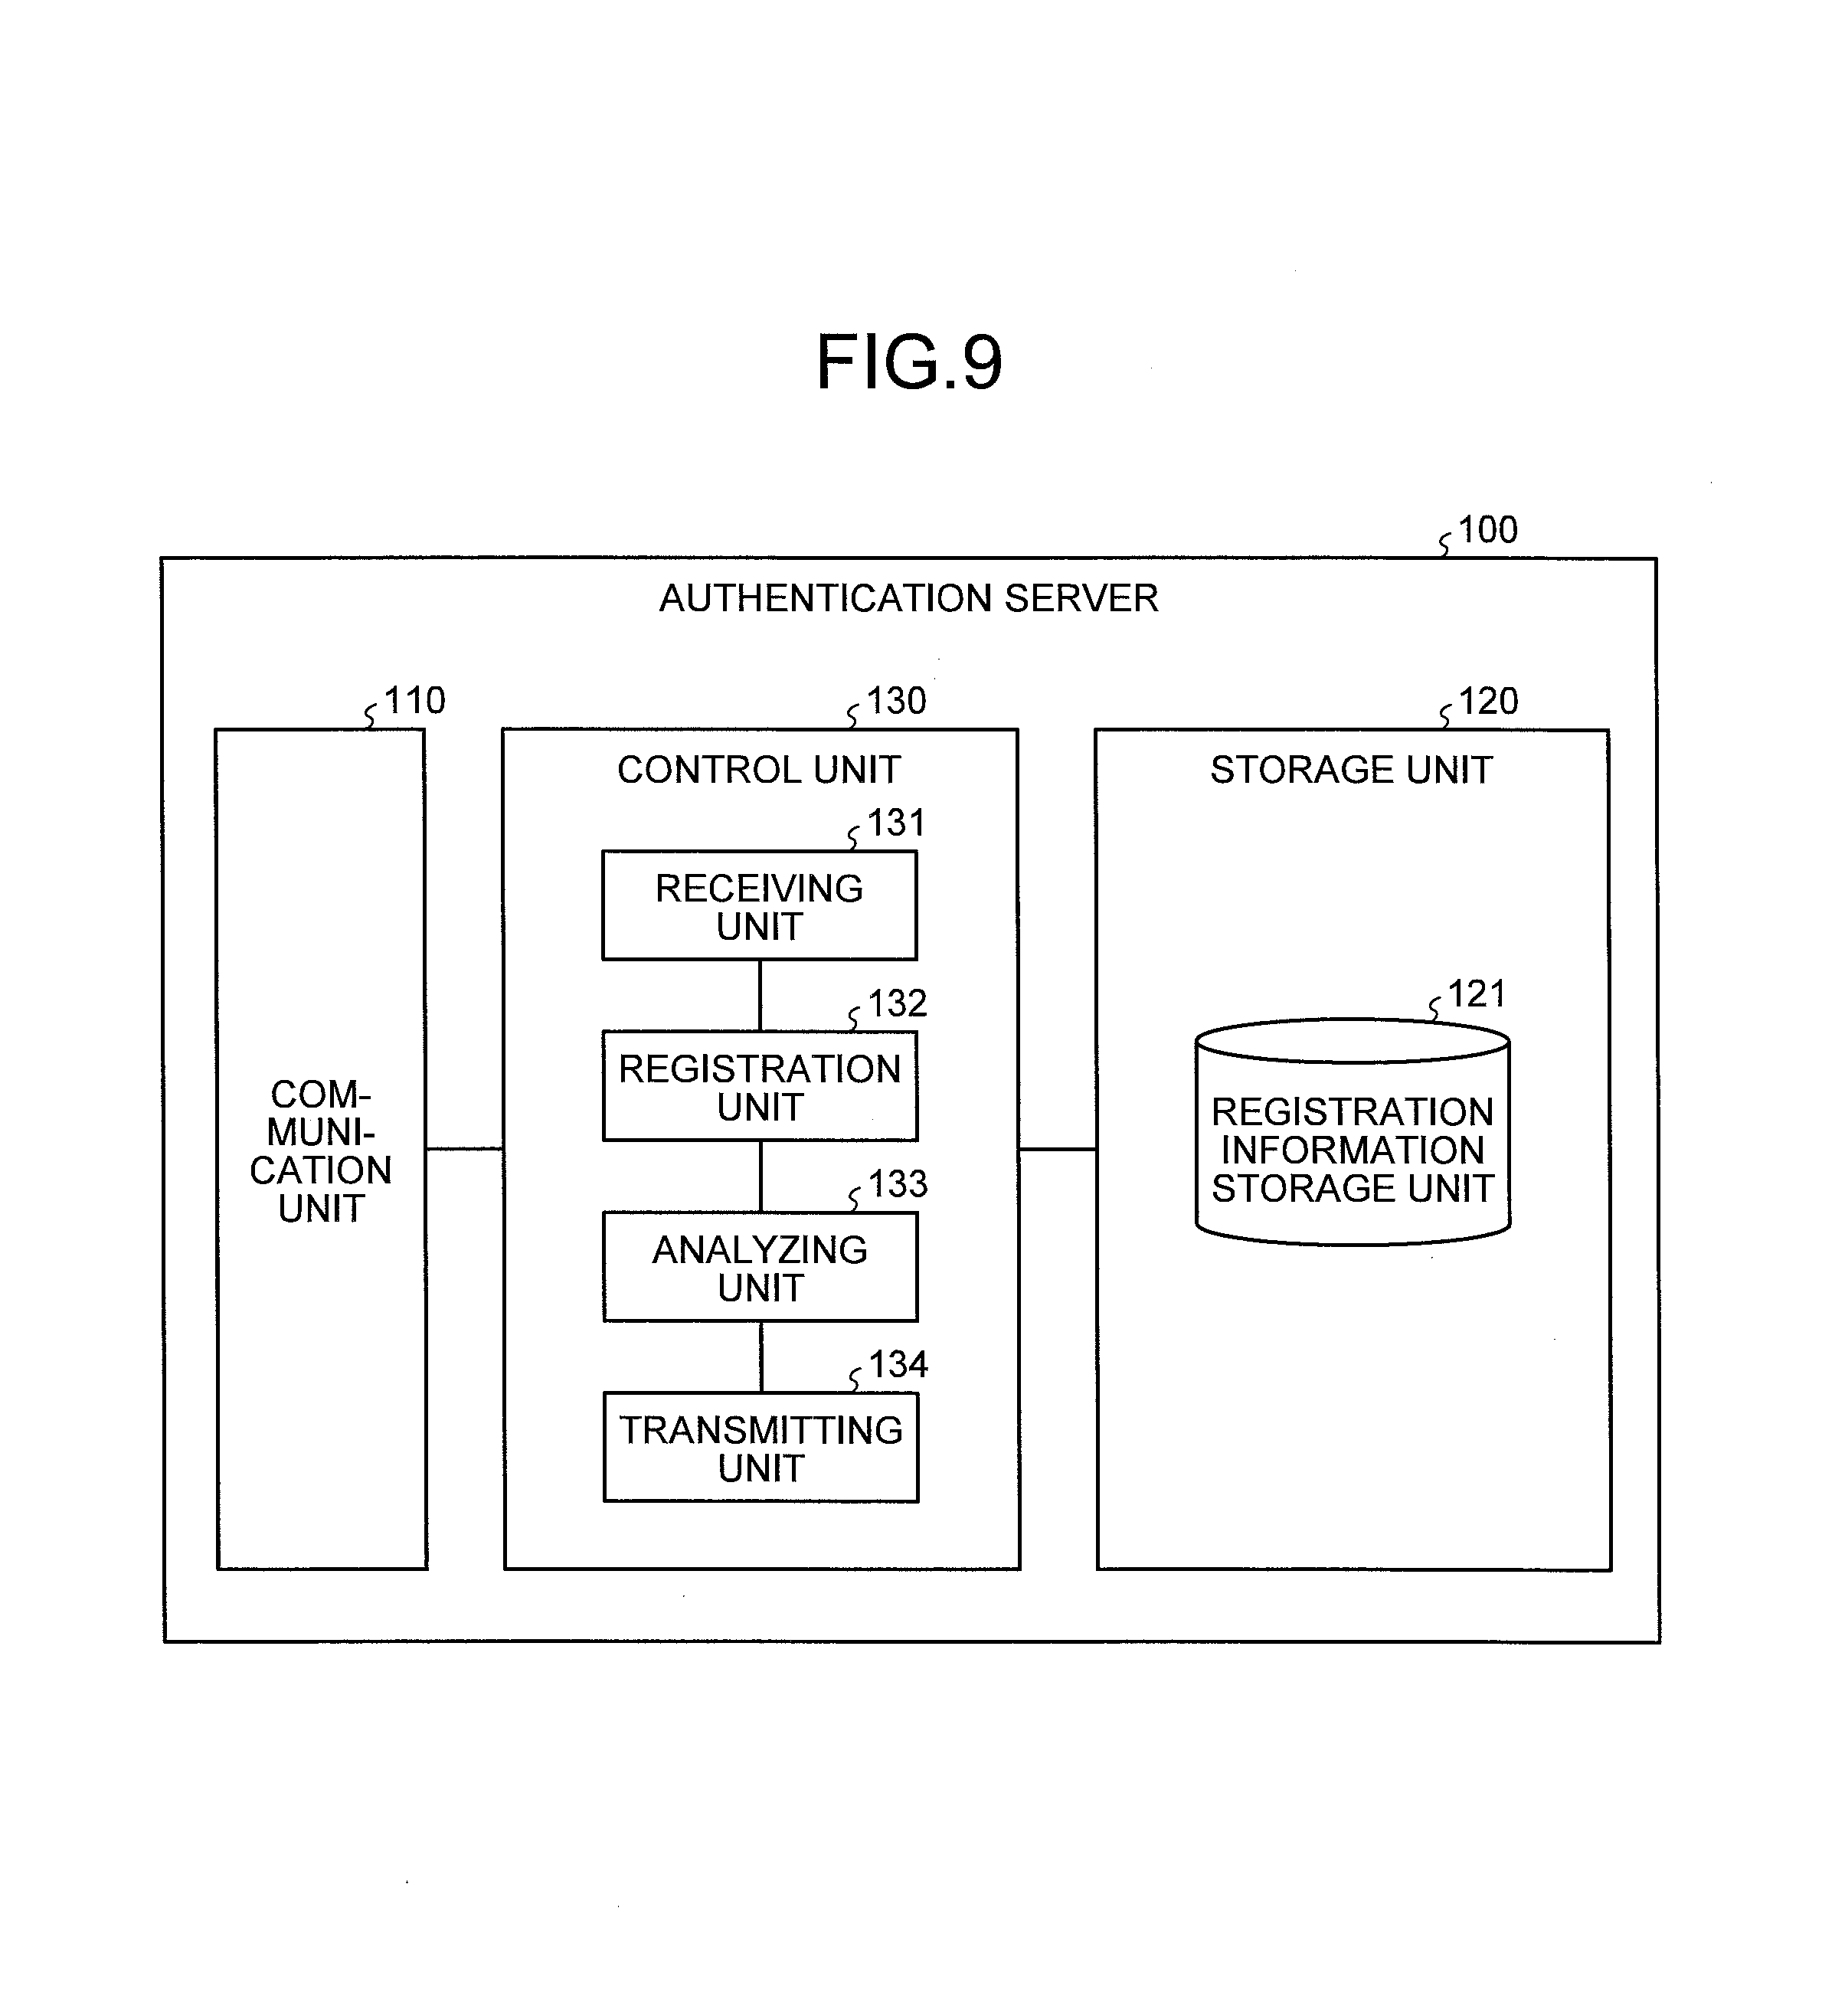 FIG.9
100
AUTHENTICATION SERVER
110
130
120
COM-
MUNI-
CATION
UNIT
CONTROL UNIT
131
RECEIVING
UNIT
132
REGISTRATION
UNIT
133
ANALYZING
UNIT
134
TRANSMITTING
UNIT
STORAGE UNIT
121
REGISTRATION
INFORMATION
STORAGE UNIT